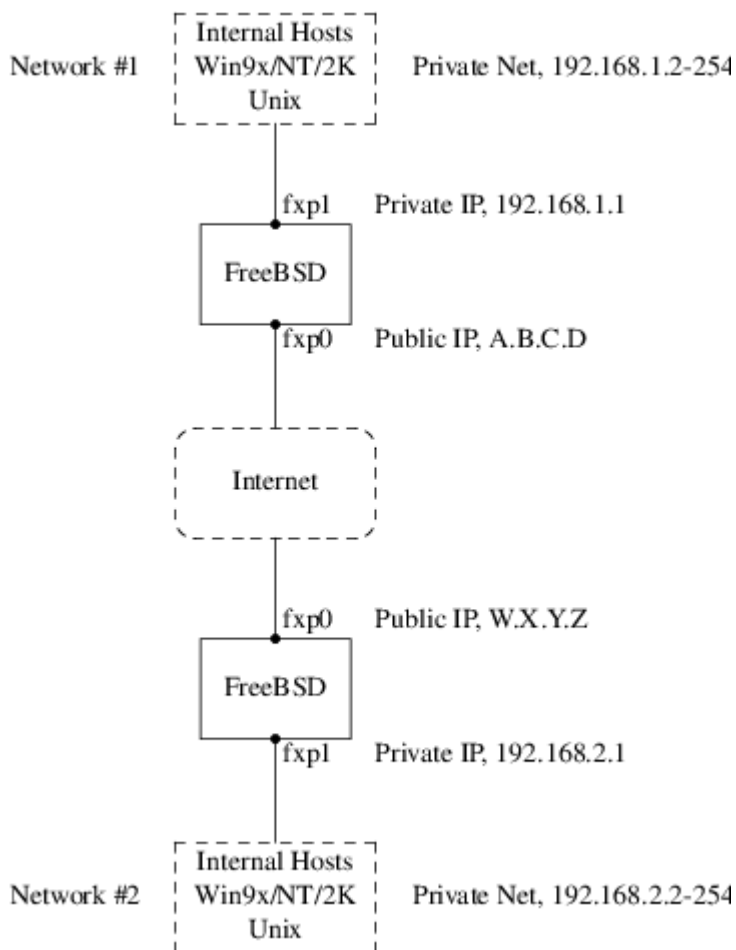 Internal Hosts
Network #1 Win9x/NT/2K Private Net, 192.168.1.2-254
Unix
fxp1 Private IP, 192.168.1.1
FreeBSD
fxp0 Public IP, A.B.C.D
Internet
fxp0 Public IP, W.X.Y.Z
FreeBSD
fxp1 Private IP, 192.168.2.1
Internal Hosts
Network #2 Win9x/NT/2K Private Net, 192.168.2.2-254
Unix